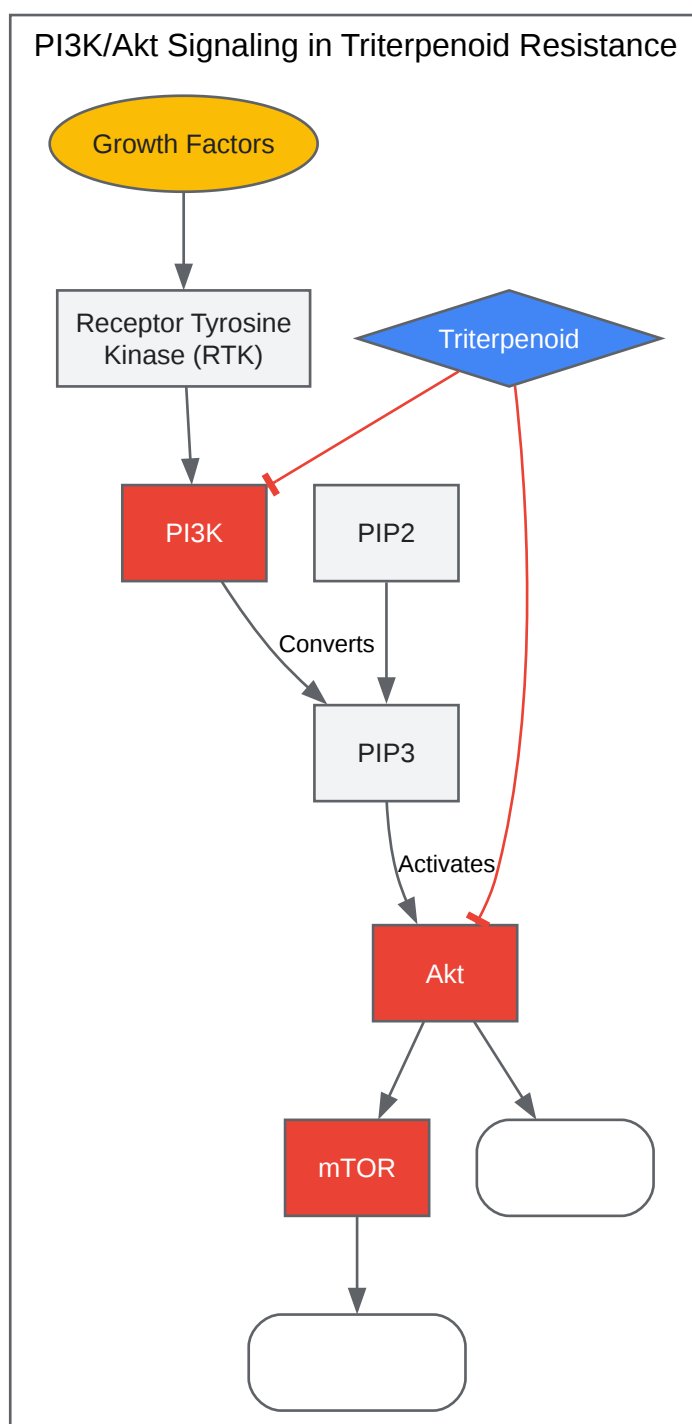 PI3K/Akt Signaling in Triterpenoid Resistance
Growth Factors
Receptor Tyrosine
Kinase (RTK)
Triterpenoid
PI3K
PIP2
Converts
PIP3
Activates
Akt
mTOR